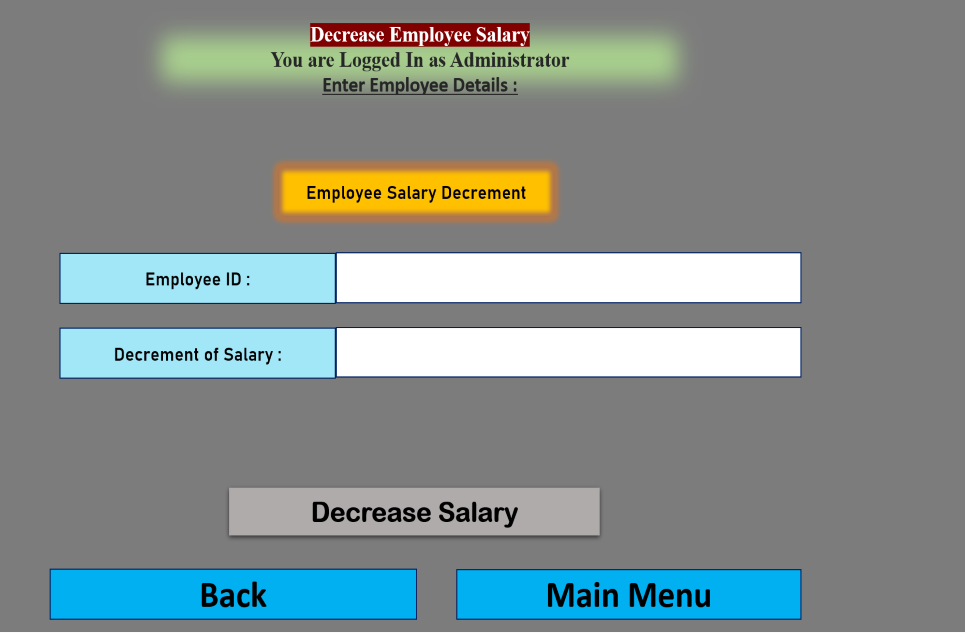 Decrease Employee Salary
You are Logged In as Administrator
Enter Employee Details :
Employee Salary Decrement
Employee ID :
Decrement of Salary :
Decrease Salary
Back
Main Menu